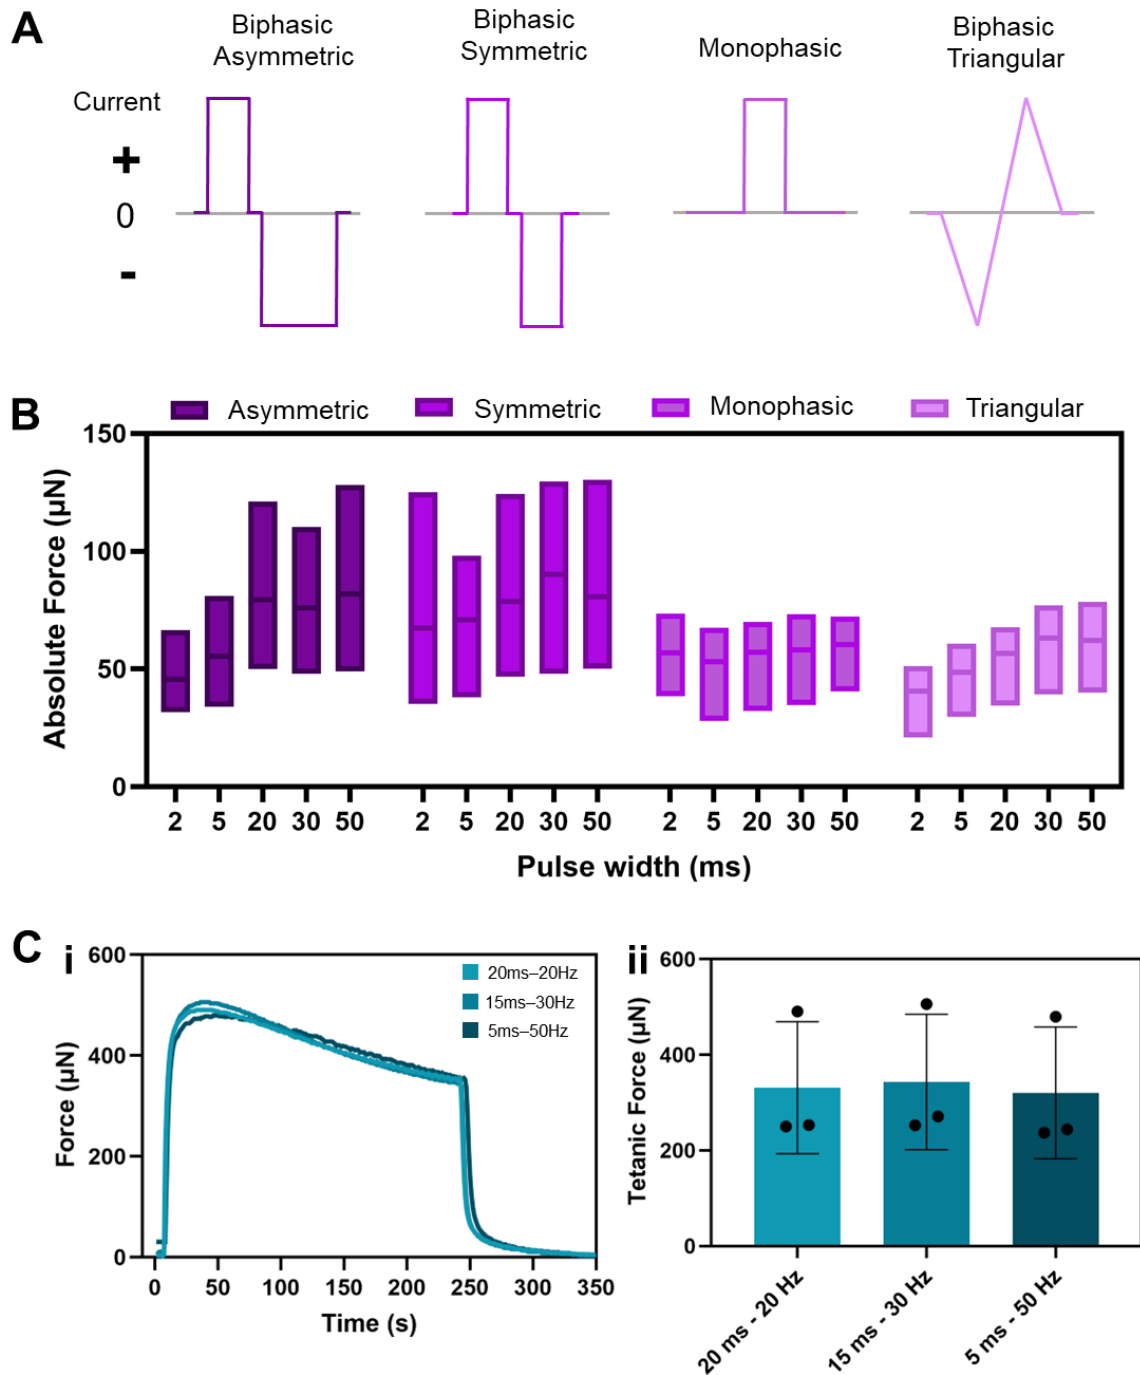 A
Biphasic
Asymmetric
Biphasic
Symmetric
Monophasic
Biphasic
Triangular
Current
+
0
-
B
Asymmetric
Symmetric
Monophasic
Triangular
Absolute Force (µN)
150
100
50
0
2 5 20 30 50 2 5 20 30 50 2 5 20 30 50 2 5 20 30 50
Pulse width (ms)
C
i
Force (µN)
600
400
200
0
20ms–20Hz
15ms–30Hz
5ms–50Hz
0 50 100 150 200 250 300 350
Time (s)
ii
Tetanic Force (µN)
600
400
200
0
20 ms - 20 Hz
15 ms - 30 Hz
5 ms - 50 Hz